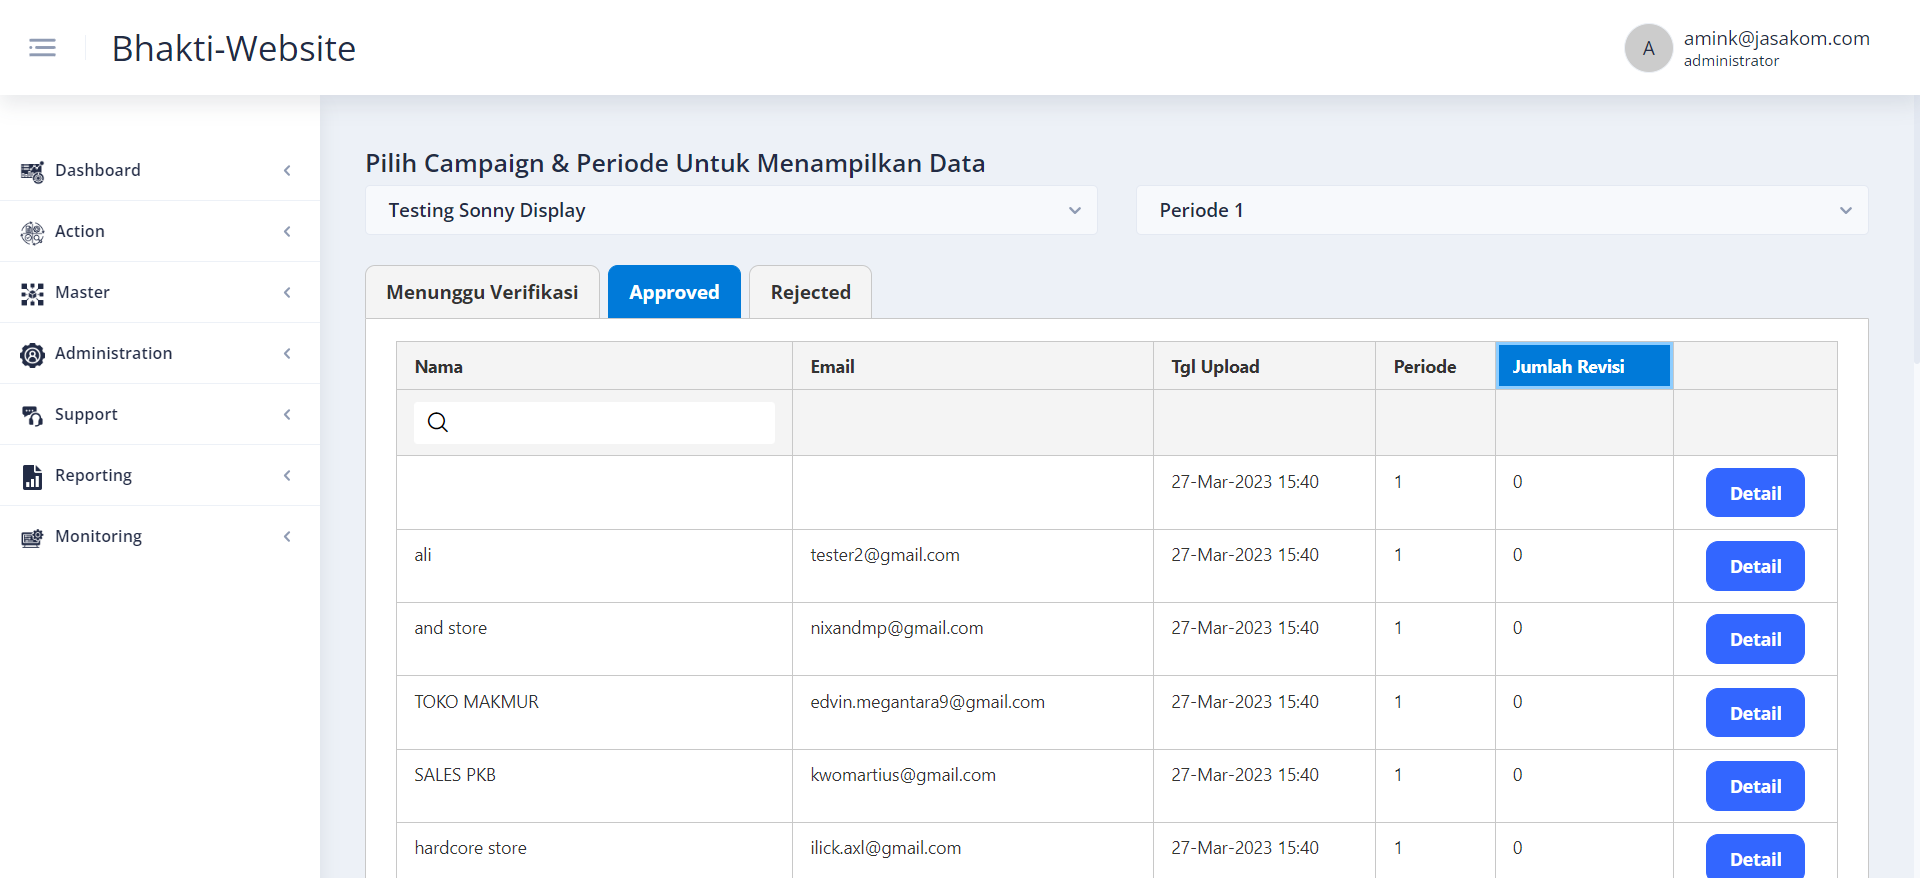 Bhakti-Website
A
amink@jasakom.com
administrator
Dashboard
Action
Master
Administration
Support
Reporting
Monitoring
Pilih Campaign & Periode Untuk Menampilkan Data
Testing Sonny Display
Periode 1
Menunggu Verifikasi Approved Rejected
Nama Email Tgl Upload Periode Jumlah Revisi
27-Mar-2023 15:40 1 0 Detail
ali tester2@gmail.com 27-Mar-2023 15:40 1 0 Detail
and store nixandmp@gmail.com 27-Mar-2023 15:40 1 0 Detail
TOKO MAKMUR edvin.megantara9@gmail.com 27-Mar-2023 15:40 1 0 Detail
SALES PKB kwomartius@gmail.com 27-Mar-2023 15:40 1 0 Detail
hardcore store ilick.axl@gmail.com 27-Mar-2023 15:40 1 0 Detail